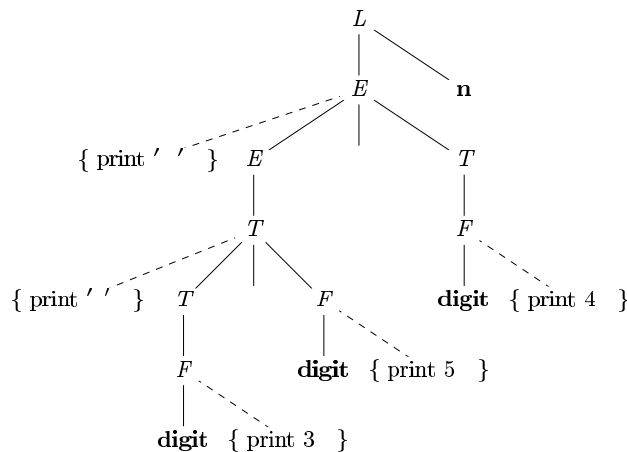 L
E n
{ print ′ ′ } E T
T F
{ print ′ ′ } T F digit { print 4 }
F digit { print 5 }
digit { print 3 }